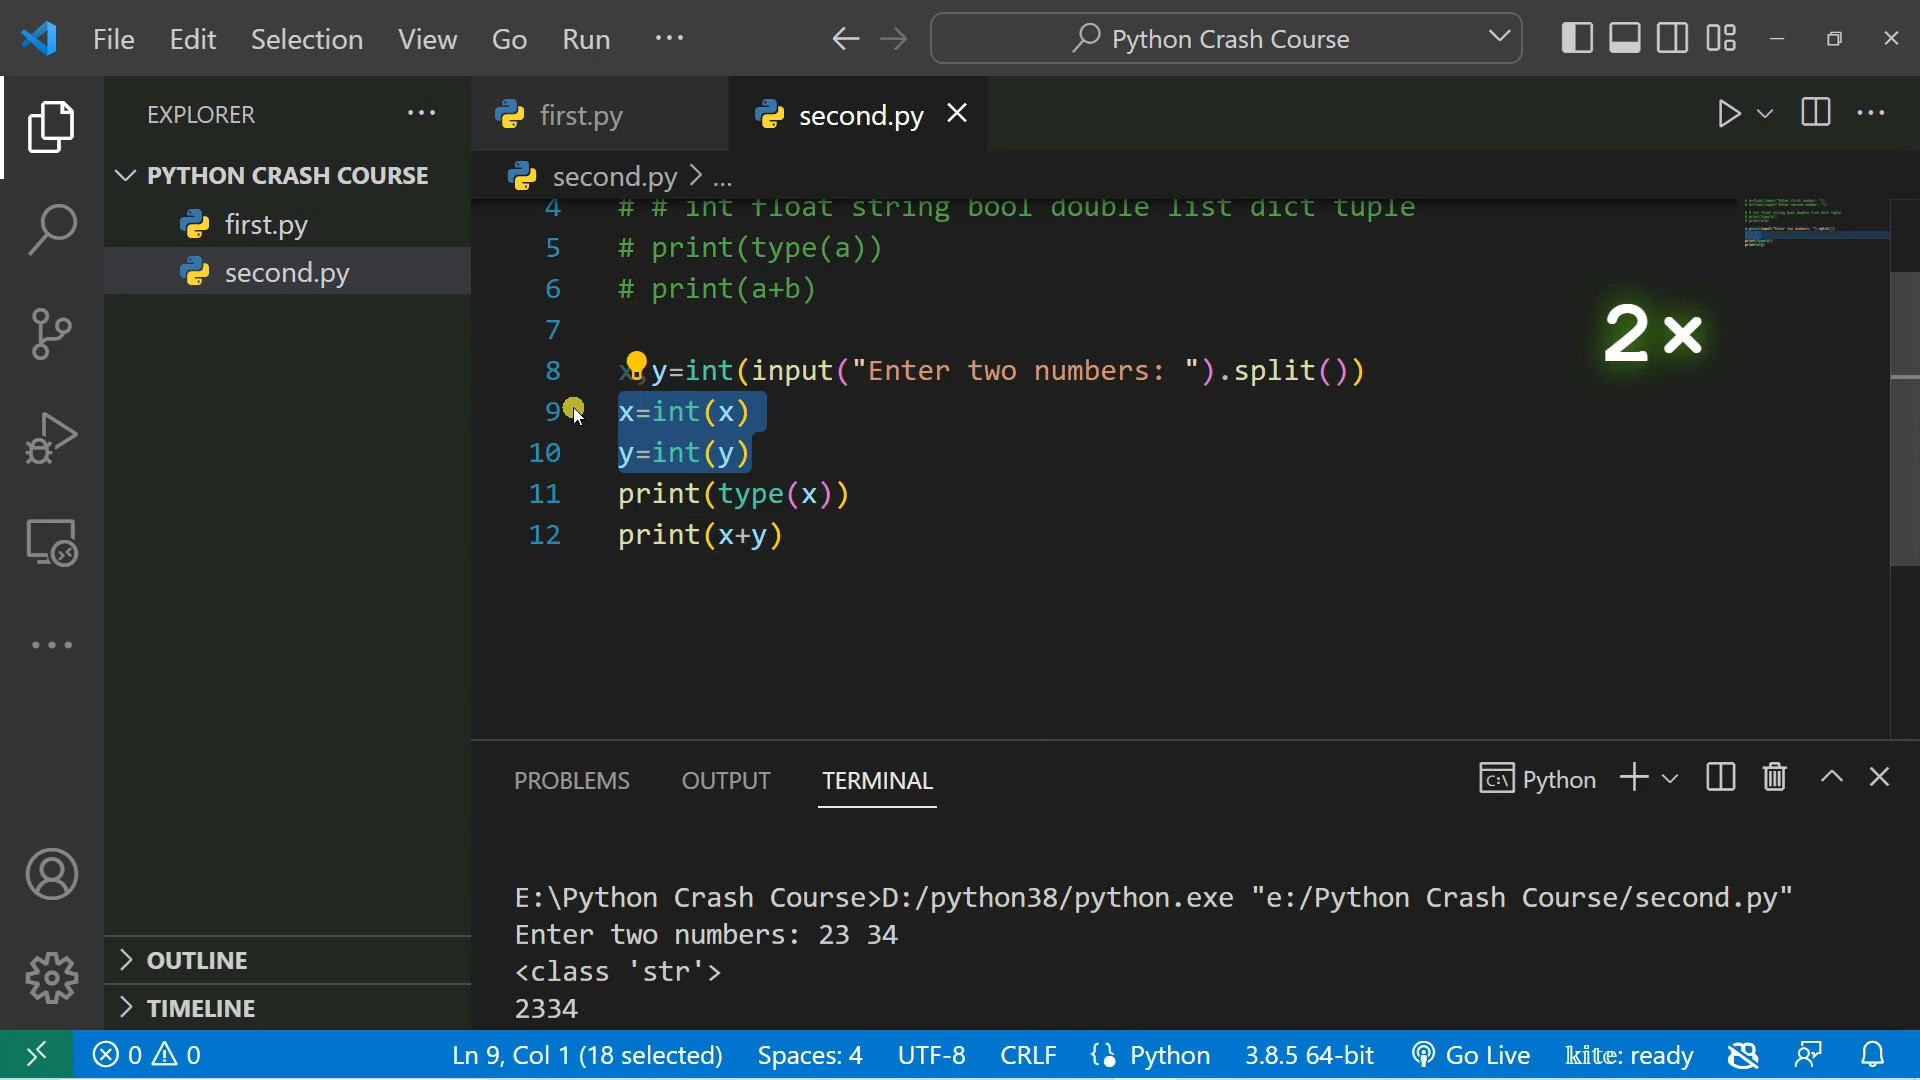 File Edit Selection View Go Run ...
Python Crash Course
EXPLORER
PYTHON CRASH COURSE
first.py
second.py
OUTLINE
TIMELINE
first.py
second.py
second.py > ...
4 # # int float string bool double list dict tuple
5 # print(type(a))
6 # print(a+b)
7
8 x,y=int(input("Enter two numbers: ").split())
9 x=int(x)
10 y=int(y)
11 print(type(x))
12 print(x+y)
2×
PROBLEMS OUTPUT TERMINAL
Python
E:\Python Crash Course>D:/python38/python.exe "e:/Python Crash Course/second.py"
Enter two numbers: 23 34
<class 'str'>
2334
0 0 Ln 9, Col 1 (18 selected) Spaces: 4 UTF-8 CRLF Python 3.8.5 64-bit Go Live kite: ready